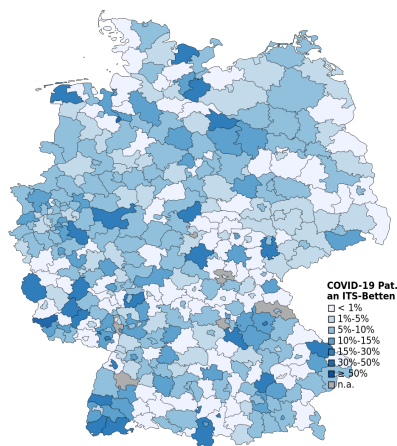 COVID-19 Pat.
an ITS-Betten
< 1%
1%-5%
5%-10%
10%-15%
15%-30%
30%-50%
≥ 50%
n.a.